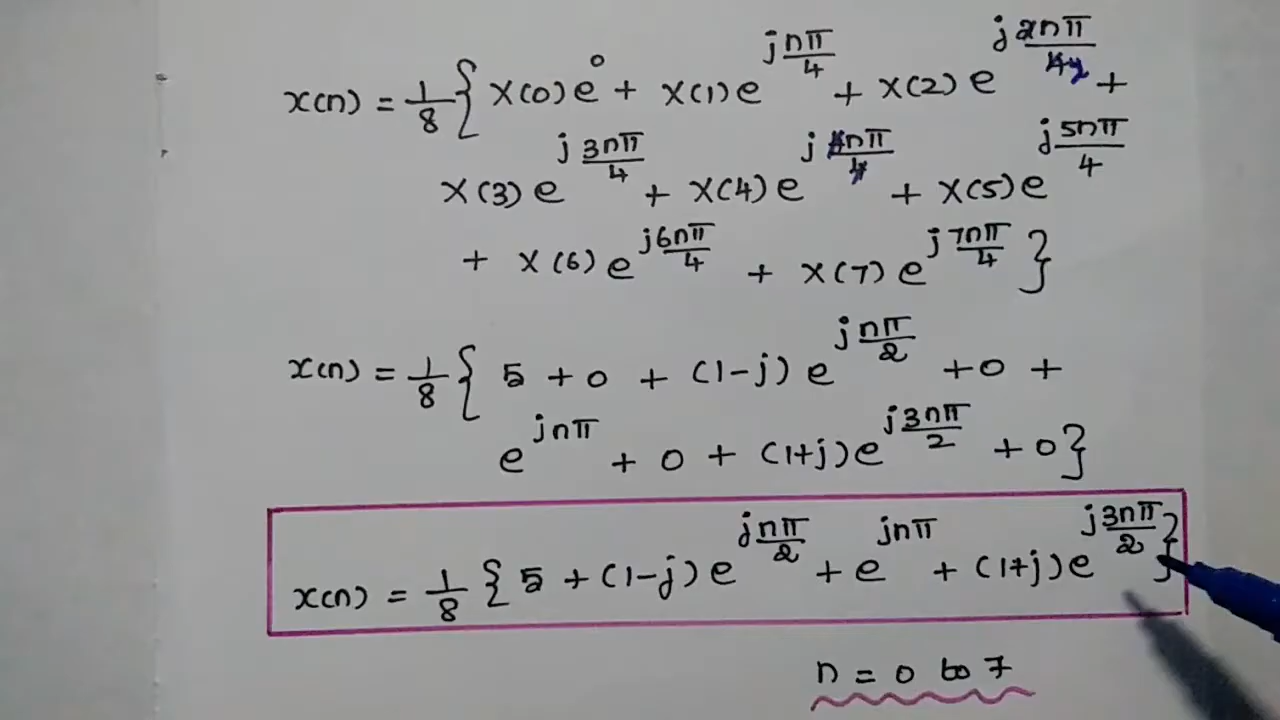 x(n) = 1/8 { X(0) e^0 + X(1) e^(jnπ/4) + X(2) e^(j2nπ/42) +
X(3) e^(j3nπ/4) + X(4) e^(j4nπ/4) + X(5) e^(j5nπ/4)
+ X(6) e^(j6nπ/4) + X(7) e^(j7nπ/4) }
x(n) = 1/8 { 5 + 0 + (1-j) e^(jnπ/2) + 0 +
e^(jnπ) + 0 + (1+j) e^(j3nπ/2) + 0 }
x(n) = 1/8 { 5 + (1-j) e^(jnπ/2) + e^(jnπ) + (1+j) e^(j3nπ/2) }
n = 0 to 7